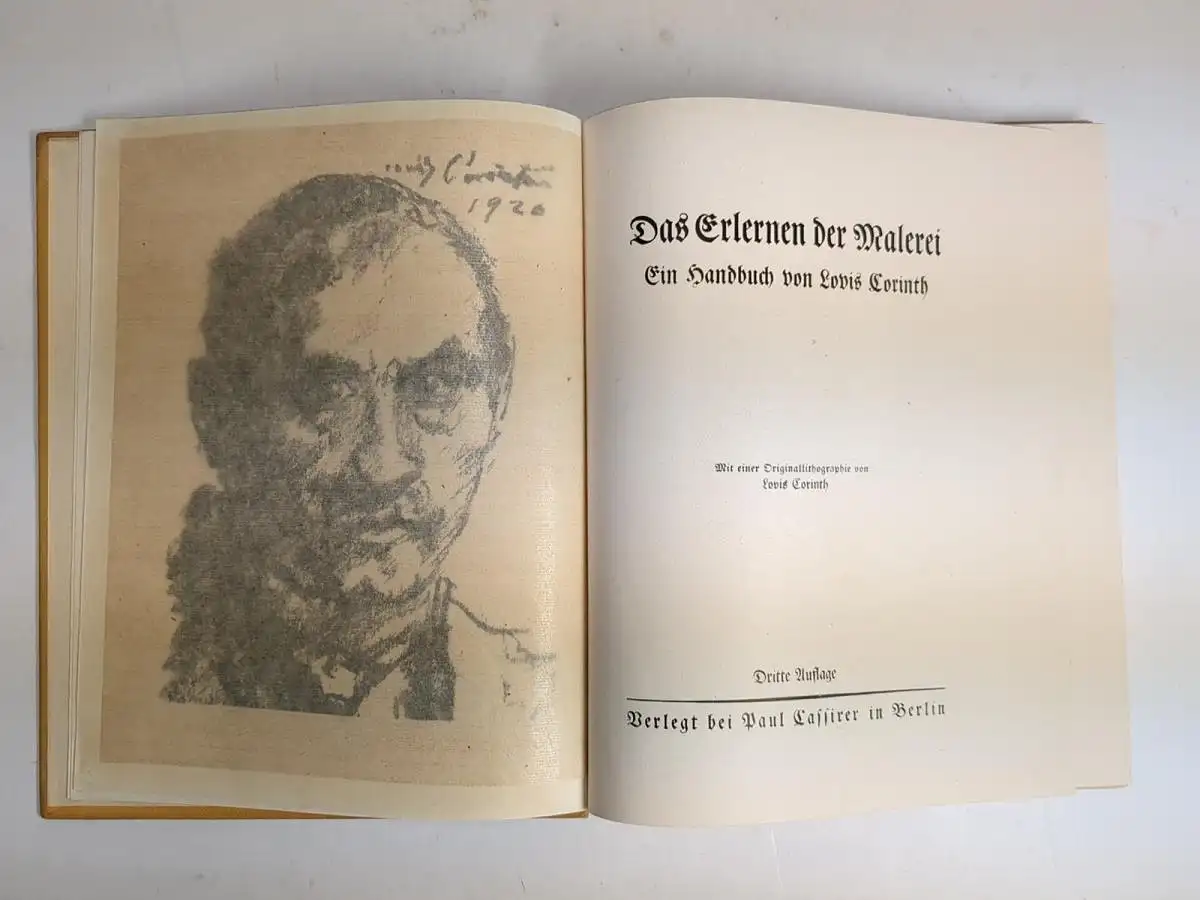 Corinth
1920
Das Erlernen der Malerei
Ein Handbuch von Lovis Corinth
Mit einer Originallithographie von
Lovis Corinth
Dritte Auflage
Verlegt bei Paul Cassirer in Berlin